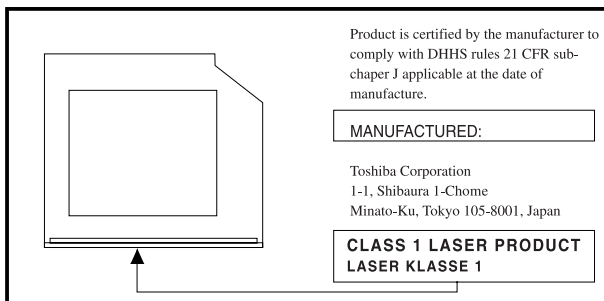 Product is certified by the manufacturer to
comply with DHHS rules 21 CFR sub-
chaper J applicable at the date of
manufacture.
MANUFACTURED:
Toshiba Corporation
1-1, Shibaura 1-Chome
Minato-Ku, Tokyo 105-8001, Japan
CLASS 1 LASER PRODUCT
LASER KLASSE 1